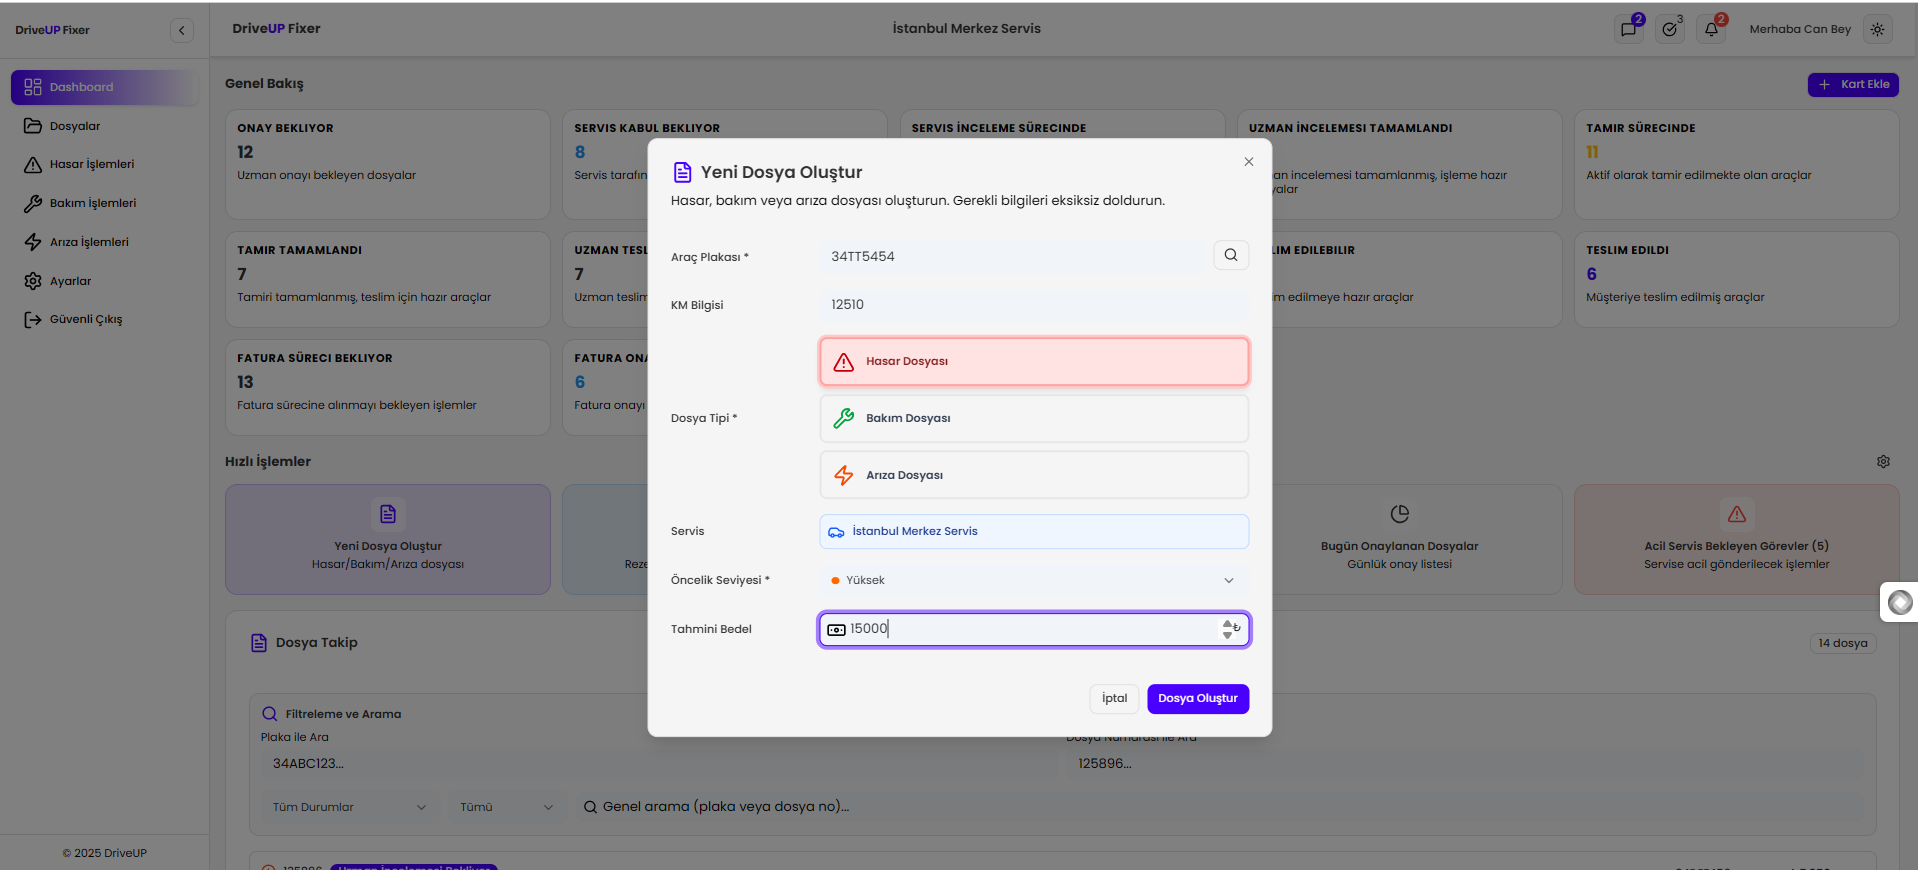 DriveUP Fixer
DriveUP Fixer
İstanbul Merkez Servis
2
3
2
Merhaba Can Bey
Dashboard
Dosyalar
Hasar İşlemleri
Bakım İşlemleri
Arıza İşlemleri
Ayarlar
Güvenli Çıkış
© 2025 DriveUP
Genel Bakış
Kart Ekle
ONAY BEKLIYOR
12
Uzman onayı bekleyen dosyalar
SERVIS KABUL BEKLIYOR
8
Servis tarafın
SERVIS İNCELEME SÜRECINDE
UZMAN İNCELEMESI TAMAMLANDI
an incelemesi tamamlanmış, işleme hazır
yalar
TAMIR SÜRECINDE
11
Aktif olarak tamir edilmekte olan araçlar
TAMIR TAMAMLANDI
7
Tamiri tamamlanmış, teslim için hazır araçlar
UZMAN TESL
7
Uzman teslim
LIM EDILEBILIR
m edilmeye hazır araçlar
TESLIM EDILDI
6
Müşteriye teslim edilmiş araçlar
FATURA SÜRECI BEKLIYOR
13
Fatura sürecine alınmayı bekleyen işlemler
FATURA ONA
6
Fatura onayı
Hızlı İşlemler
Yeni Dosya Oluştur
Hasar/Bakım/Arıza dosyası
Reze
Bugün Onaylanan Dosyalar
Günlük onay listesi
Acil Servis Bekleyen Görevler (5)
Servise acil gönderilecek işlemler
Dosya Takip
14 dosya
Filtreleme ve Arama
Plaka ile Ara
34ABC123...
Dosya Numarası ile Ara
125896...
Tüm Durumlar
Tümü
Genel arama (plaka veya dosya no)...
Yeni Dosya Oluştur
Hasar, bakım veya arıza dosyası oluşturun. Gerekli bilgileri eksiksiz doldurun.
Araç Plakası *
34TT5454
KM Bilgisi
12510
Dosya Tipi *
Hasar Dosyası
Bakım Dosyası
Arıza Dosyası
Servis
İstanbul Merkez Servis
Öncelik Seviyesi *
Yüksek
Tahmini Bedel
15000
₺
İptal
Dosya Oluştur